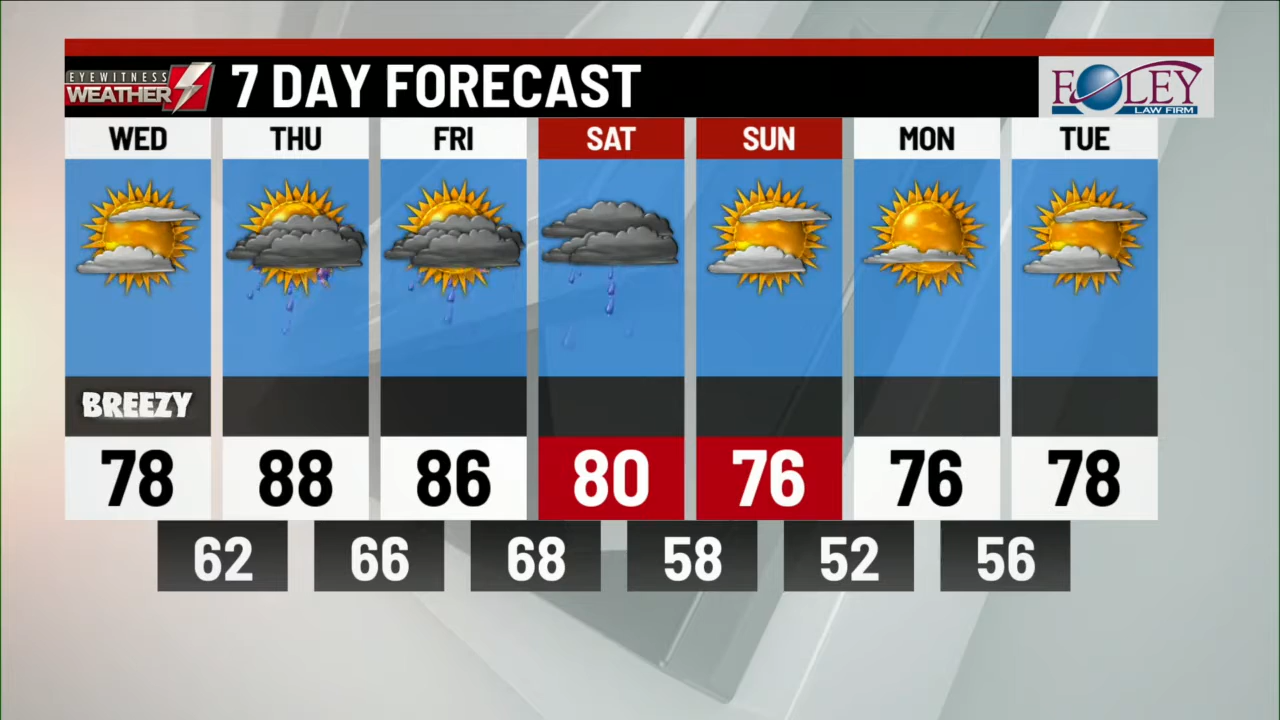 EYEWITNESS
WEATHER
7 DAY FORECAST
FOLEY
LAW FIRM
WED THU FRI SAT SUN MON TUE
BREEZY
78 88 86 80 76 76 78
62 66 68 58 52 56